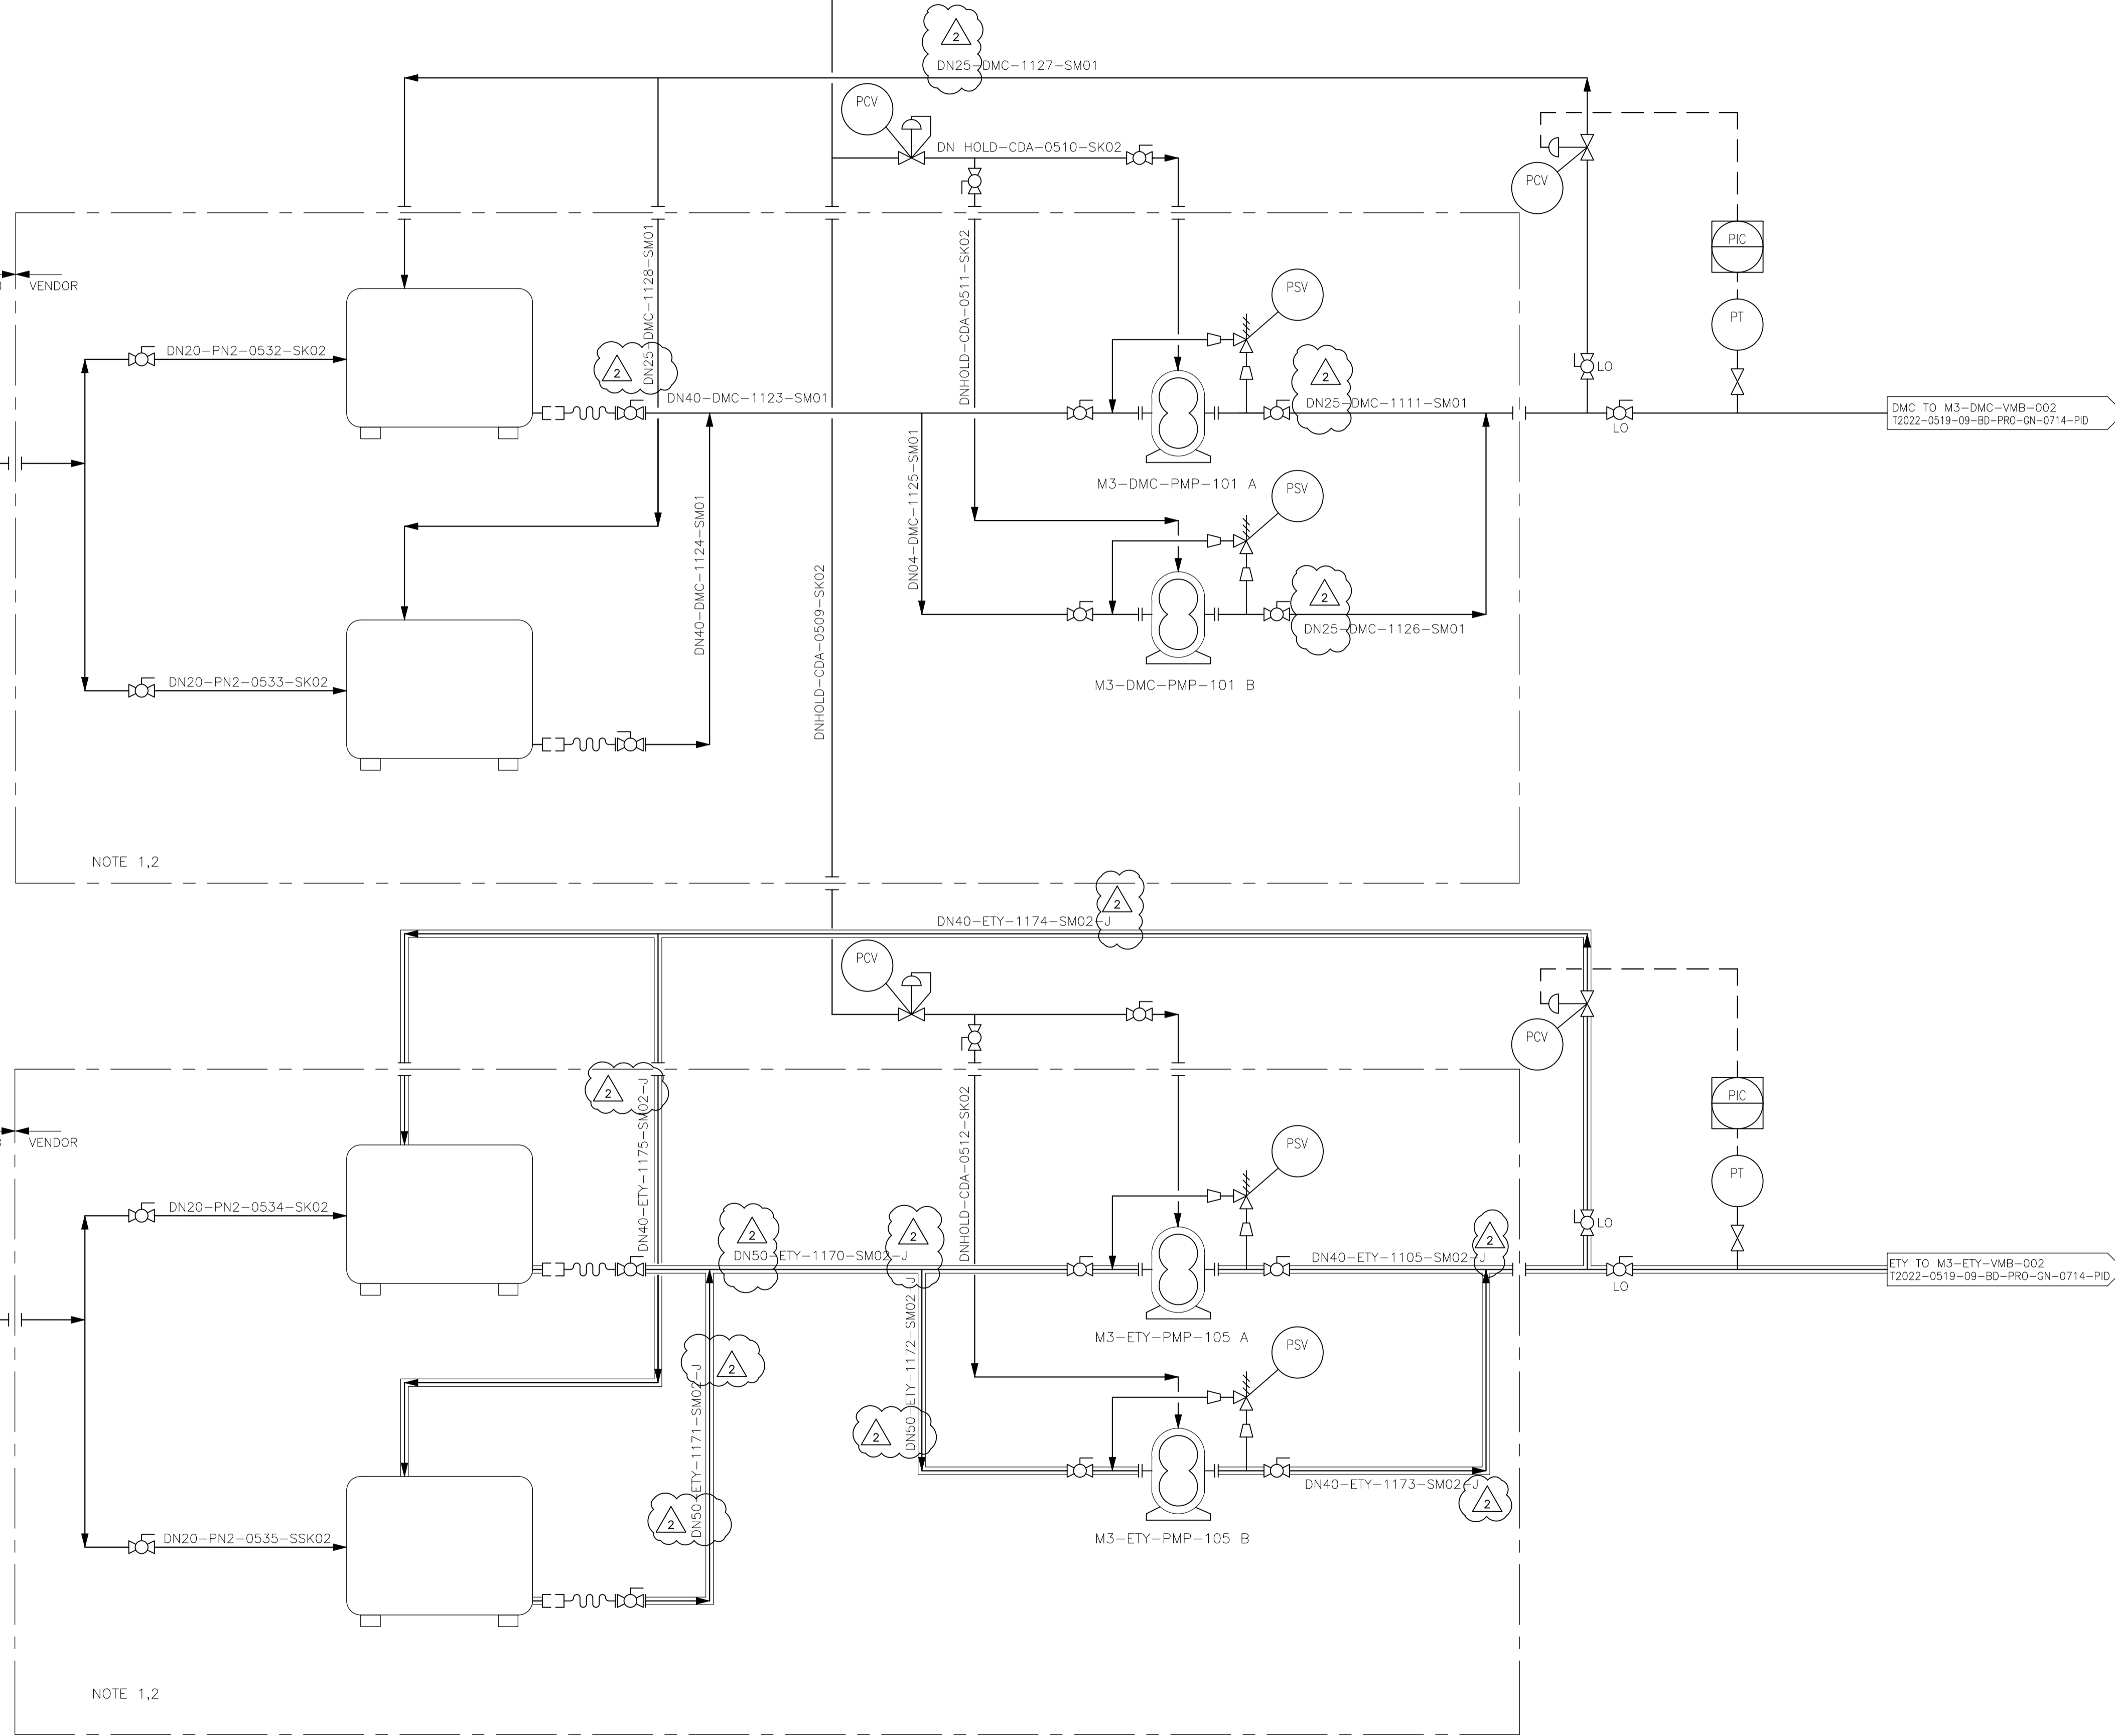 2
DN25-DMC-1127-SM01
PCV
DN HOLD-CDA-0510-SK02
PCV
PIC
VENDOR
DN25-DMC-1128-SM01
DNHOLD-CDA-0511-SK02
PSV
PT
DN20-PN2-0532-SK02
2
2
LO
DN40-DMC-1123-SM01
DN25-DMC-1111-SM01
DMC TO M3-DMC-VMB-002
T2022-0519-09-BD-PRO-GN-0714-PID
LO
M3-DMC-PMP-101 A
PSV
DN04-DMC-1125-SM01
DN40-DMC-1124-SM01
DNHOLD-CDA-0509-SK02
2
DN25-DMC-1126-SM01
DN20-PN2-0533-SK02
M3-DMC-PMP-101 B
NOTE 1,2
2
DN40-ETY-1174-SM02-J
PCV
PCV
2
PIC
VENDOR
DN40-ETY-1175-SM02-J
DNHOLD-CDA-0512-SK02
PSV
PT
DN20-PN2-0534-SK02
2
2
2
LO
DN50-ETY-1170-SM02-J
DN40-ETY-1105-SM02-J
ETY TO M3-ETY-VMB-002
T2022-0519-09-BD-PRO-GN-0714-PID
LO
M3-ETY-PMP-105 A
PSV
2
DN50-ETY-1172-SM02-J
DN50-ETY-1171-SM02-J
2
DN40-ETY-1173-SM02-J
2
2
DN20-PN2-0535-SSK02
M3-ETY-PMP-105 B
NOTE 1,2